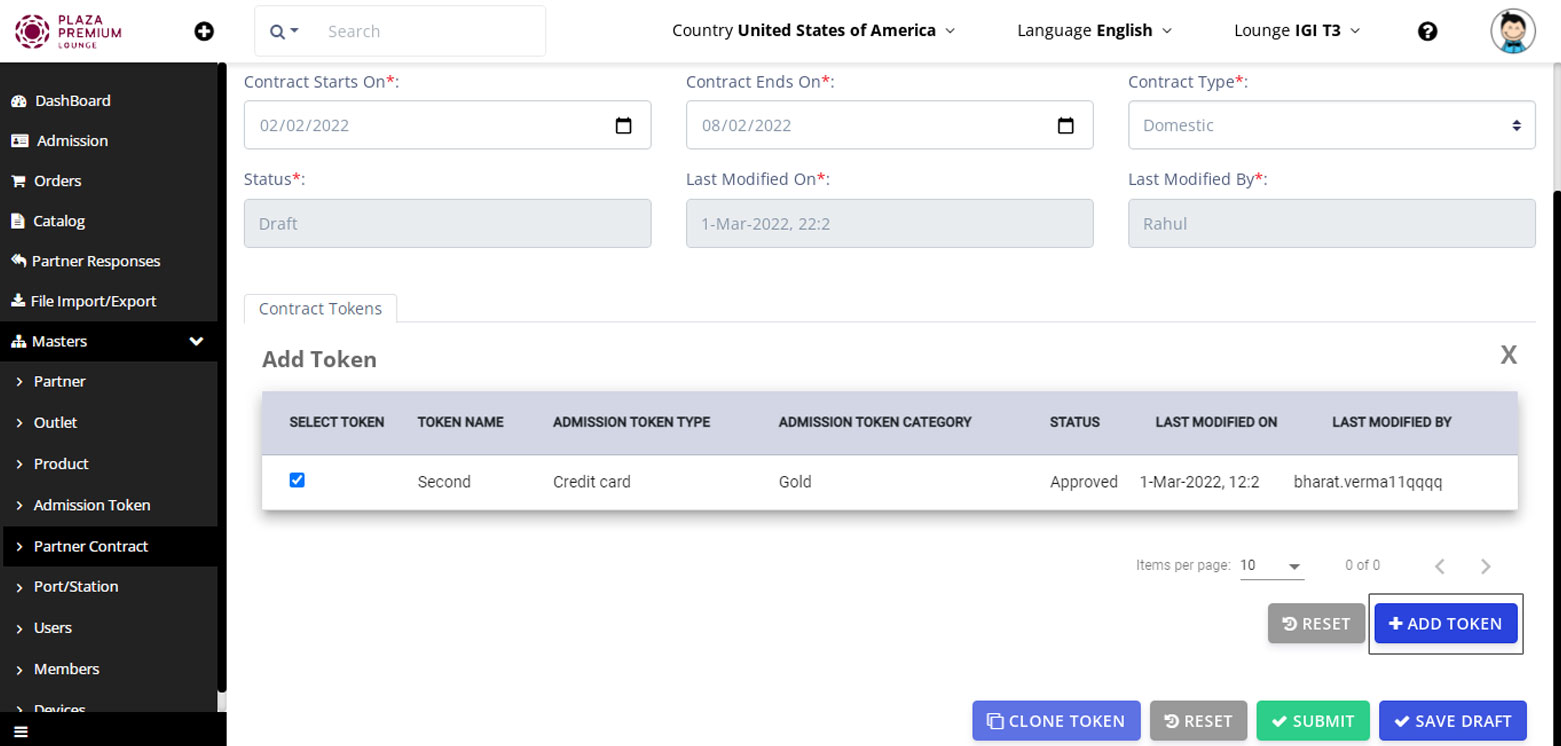 PLAZA
PREMIUM
LOUNGE
Search
Country United States of America
Language English
Lounge IGI T3
DashBoard
Admission
Orders
Catalog
Partner Responses
File Import/Export
Masters
Partner
Outlet
Product
Admission Token
Partner Contract
Port/Station
Users
Members
Devices
Contract Starts On*:
Contract Ends On*:
Contract Type*:
02/02/2022
08/02/2022
Domestic
Status*:
Last Modified On*:
Last Modified By*:
Draft
1-Mar-2022, 22:2
Rahul
Contract Tokens
Add Token
X
SELECT TOKEN TOKEN NAME ADMISSION TOKEN TYPE ADMISSION TOKEN CATEGORY STATUS LAST MODIFIED ON LAST MODIFIED BY
Second Credit card Gold Approved 1-Mar-2022, 12:2 bharat.verma11qqqq
Items per page: 10 0 of 0
RESET
ADD TOKEN
CLONE TOKEN
RESET
SUBMIT
SAVE DRAFT